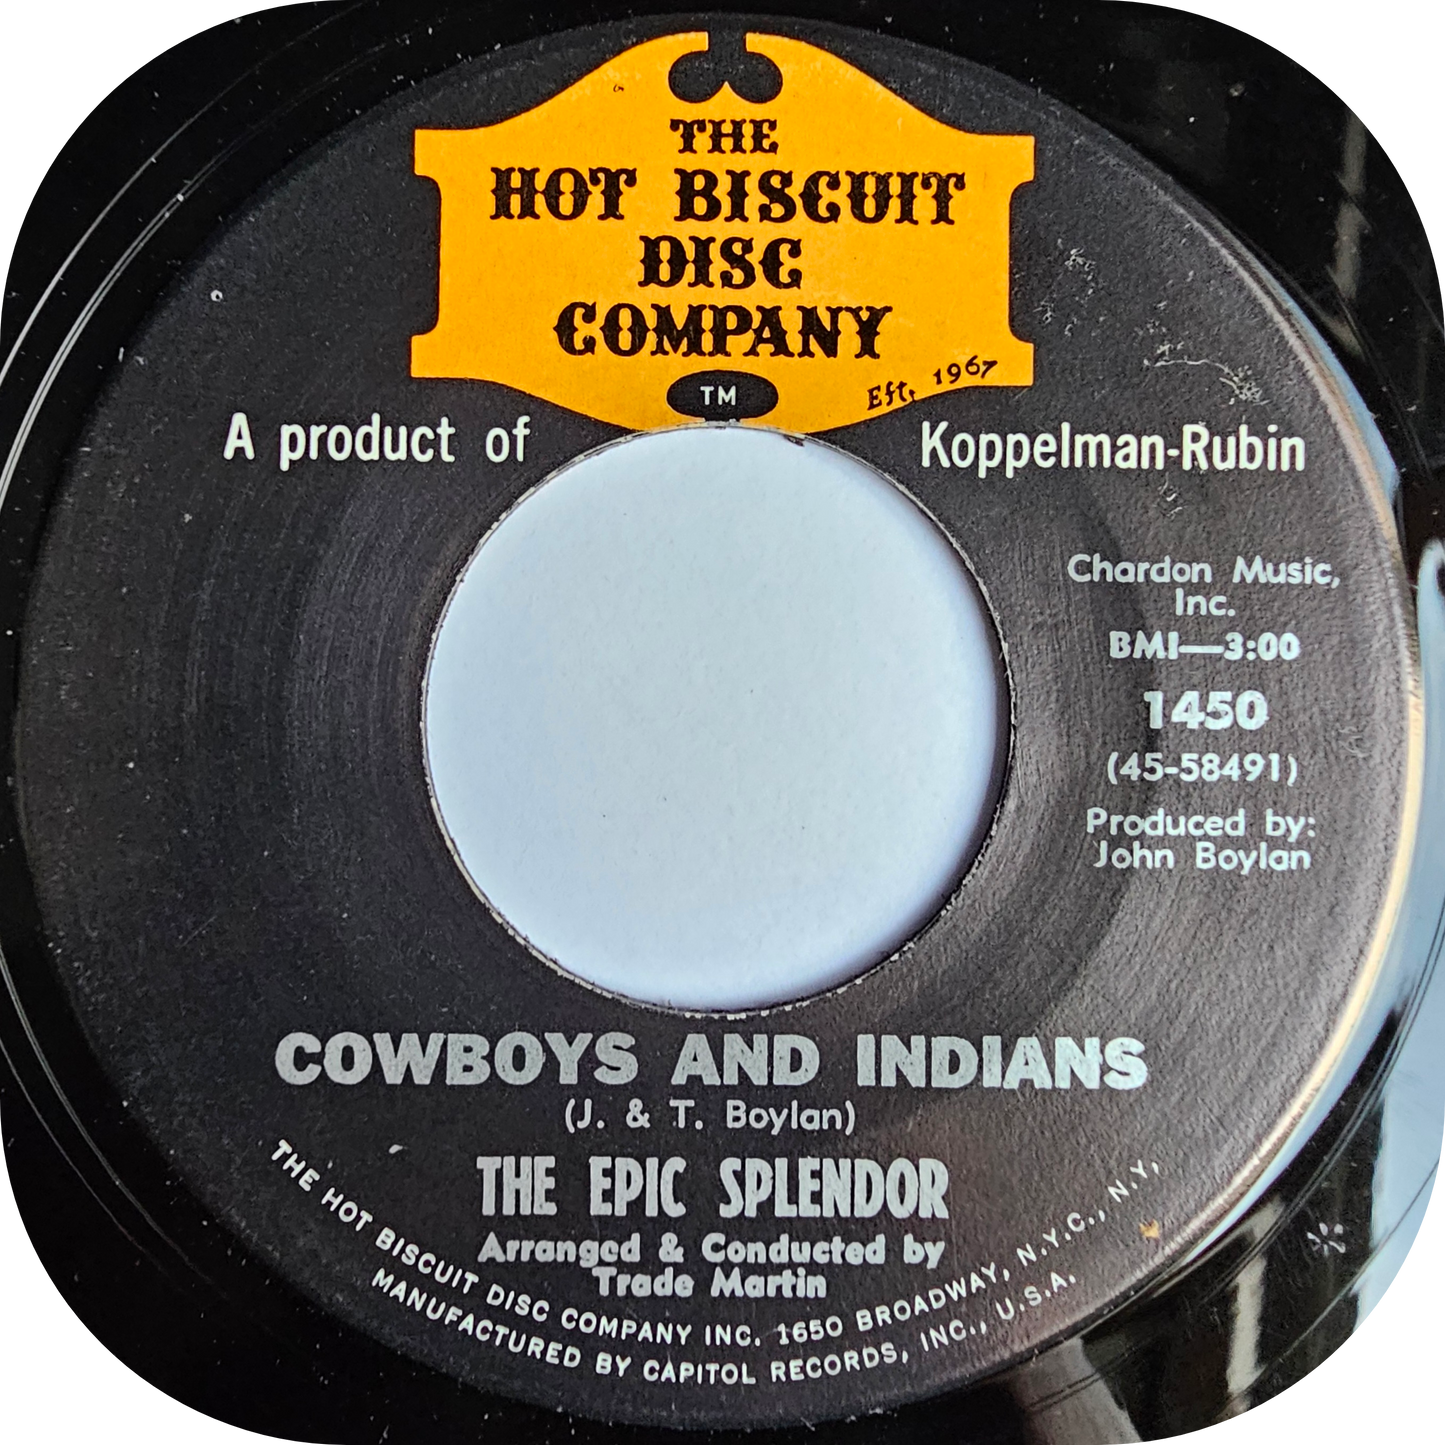 THE
HOT BISCUIT
DISC
COMPANY
TM
Eft. 1967
A product of Koppelman-Rubin
Chardon Music,
Inc.
BMI—3:00
1450
(45-58491)
Produced by:
John Boylan
COWBOYS AND INDIANS
(J. & T. Boylan)
THE EPIC SPLENDOR
Arranged & Conducted by
Trade Martin
THE HOT BISCUIT DISC COMPANY INC. 1650 BROADWAY, N.Y.C., N.Y.
MANUFACTURED BY CAPITOL RECORDS, INC., U.S.A.